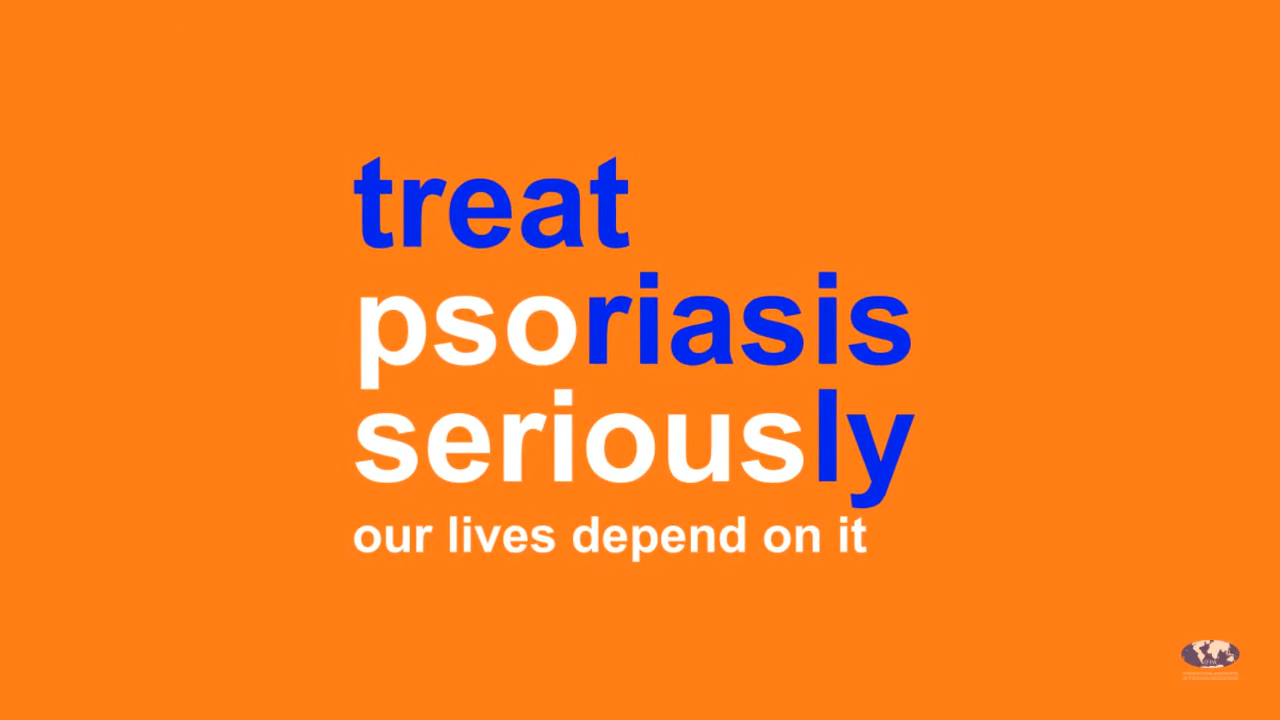 treat
psoriasis
seriously
our lives depend on it